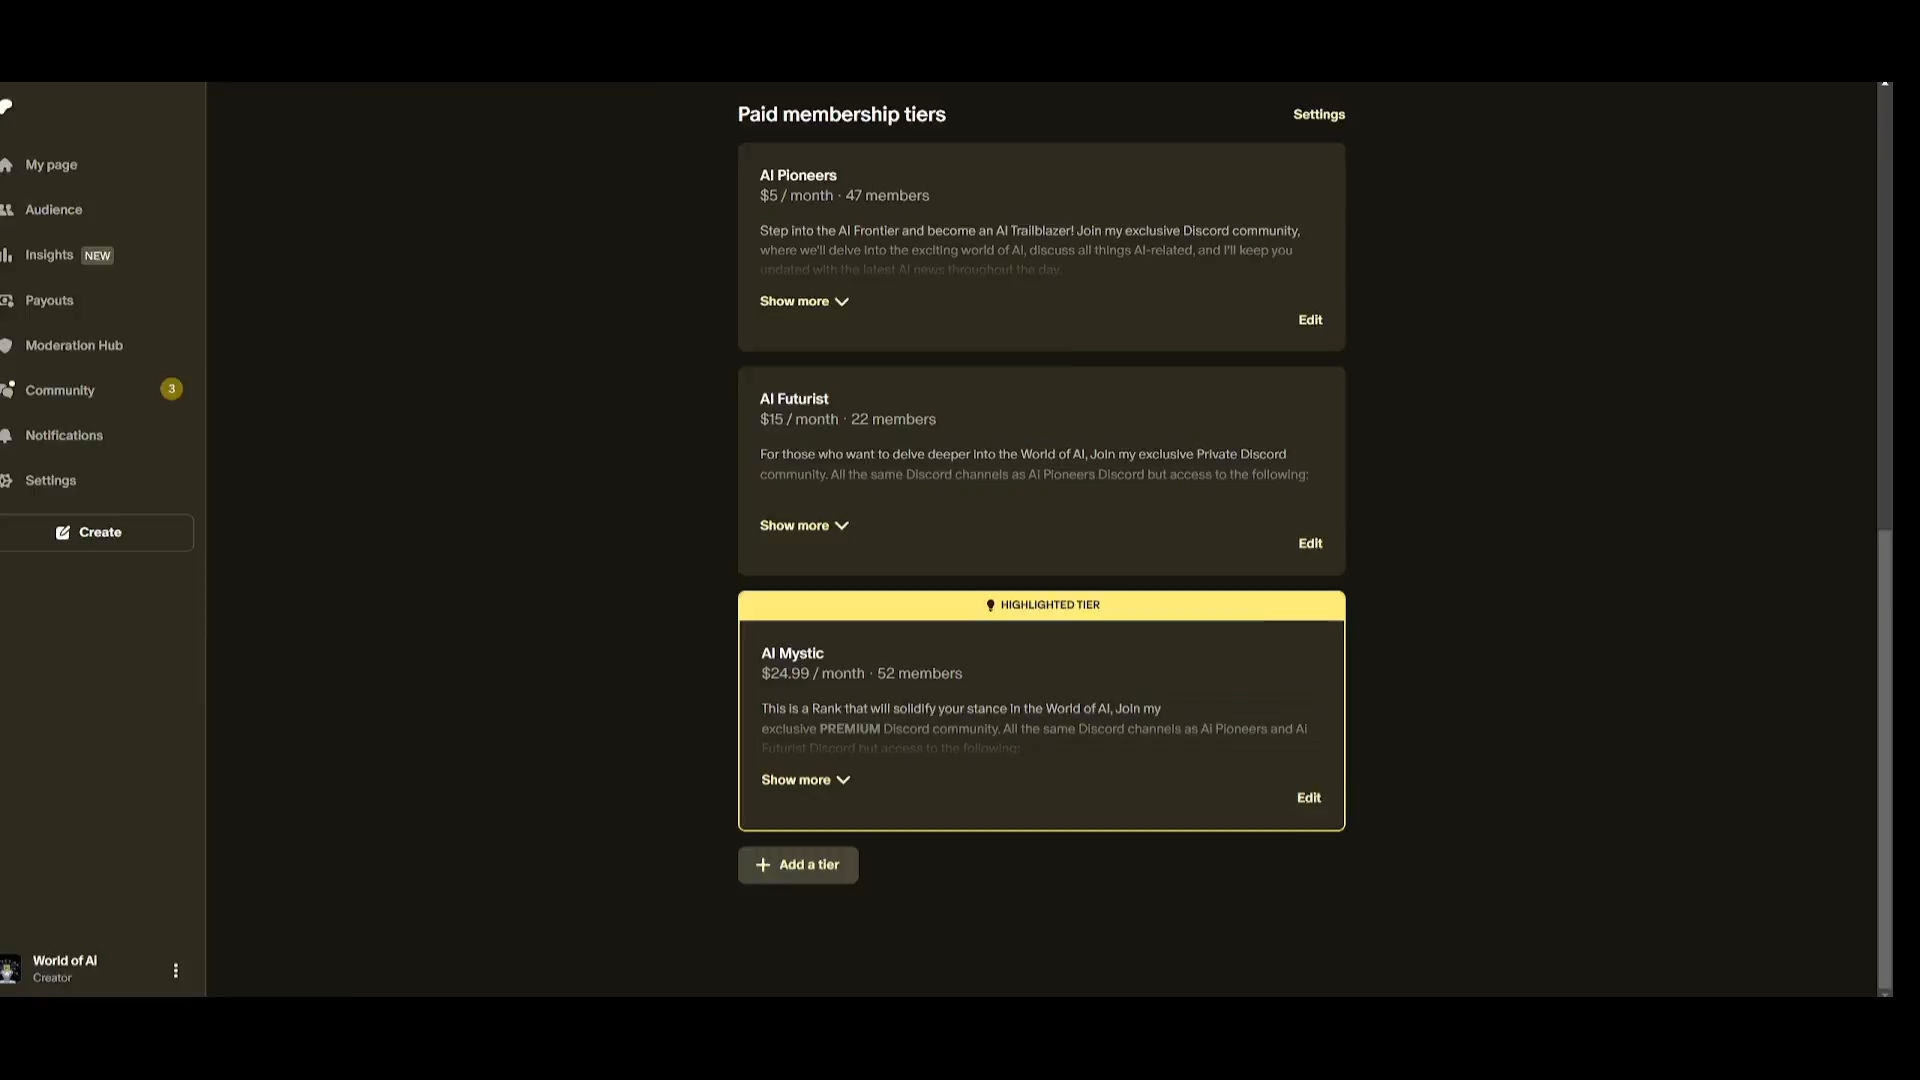 My page
Audience
Insights NEW
Payouts
Moderation Hub
Community 3
Notifications
Settings
Create
World of Ai
Creator
Paid membership tiers
Settings
AI Pioneers
$5 / month · 47 members
Step into the AI Frontier and become an AI Trailblazer! Join my exclusive Discord community,
where we'll delve into the exciting world of AI, discuss all things AI-related, and I'll keep you
updated with the latest AI news throughout the day.
Show more
Edit
AI Futurist
$15 / month · 22 members
For those who want to delve deeper into the World of AI, Join my exclusive Private Discord
community. All the same Discord channels as Ai Pioneers Discord but access to the following:
Show more
Edit
HIGHLIGHTED TIER
AI Mystic
$24.99 / month · 52 members
This is a Rank that will solidify your stance in the World of AI, Join my
exclusive PREMIUM Discord community. All the same Discord channels as Ai Pioneers and Ai
Futurist Discord but access to the following:
Show more
Edit
Add a tier